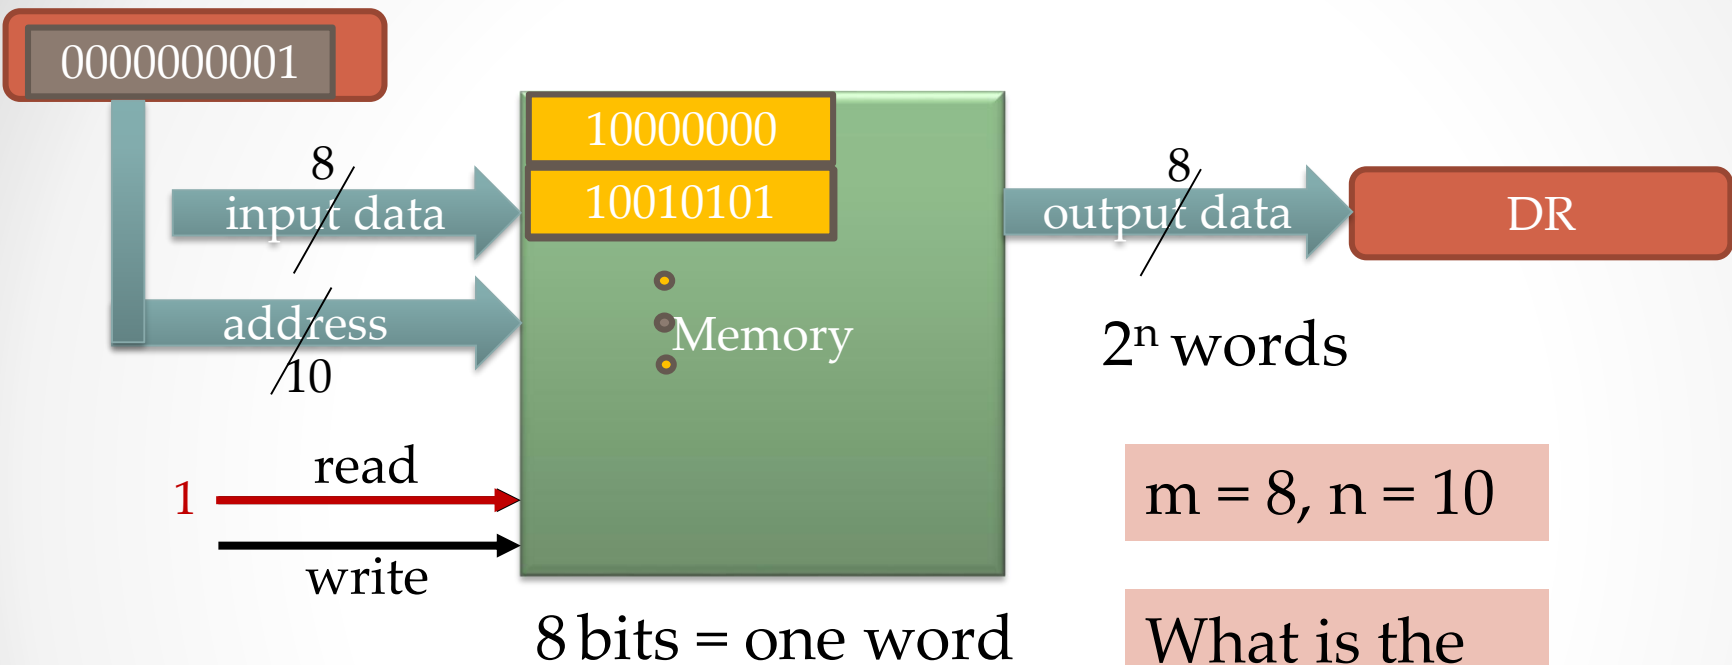 0000000001
10000000
10010101
8
input data
8
output data
DR
address
10
Memory
2ⁿ words
read
1
write
m = 8, n = 10
8 bits = one word
What is the